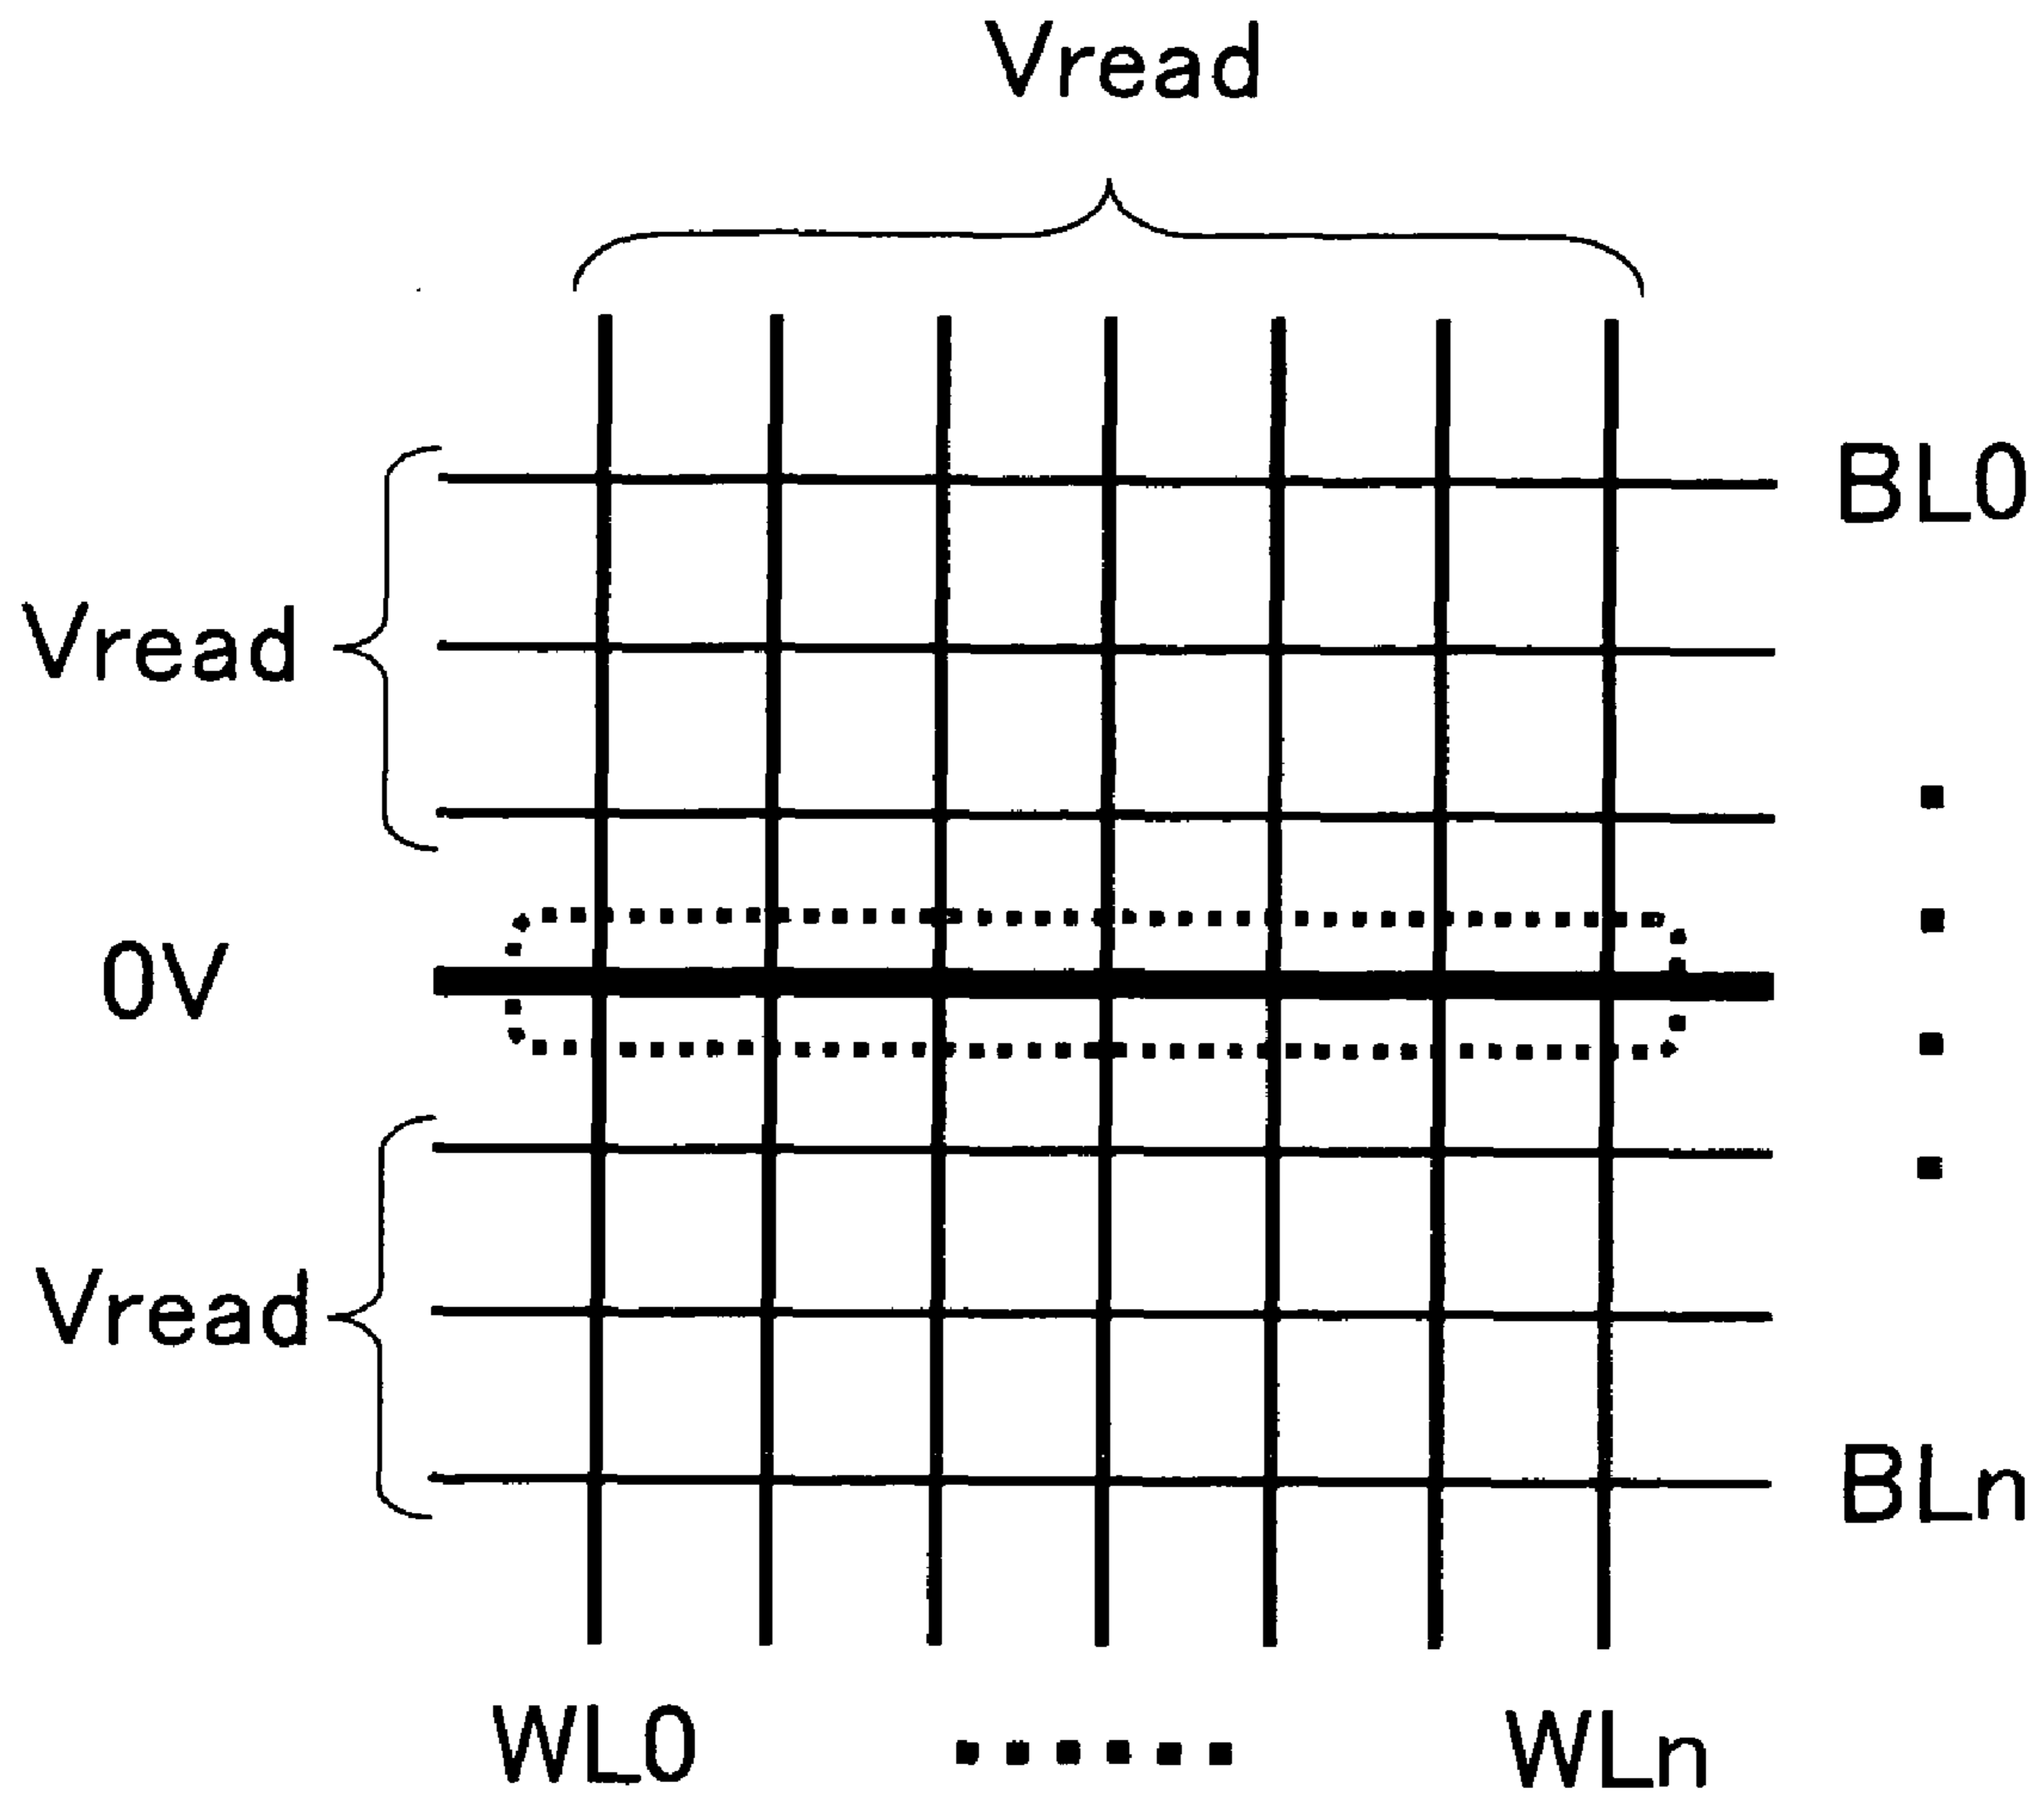 Vread
BL0
Vread
0V
Vread
BLn
WL0 ...... WLn